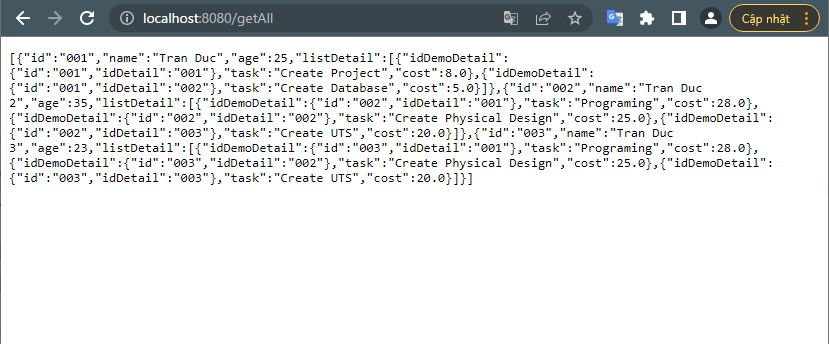 localhost:8080/getAll
Cập nhật
[{"id":"001","name":"Tran Duc","age":25,"listDetail":[{"idDemoDetail":
{"id":"001","idDetail":"001"},"task":"Create Project","cost":8.0},{"idDemoDetail":
{"id":"001","idDetail":"002"},"task":"Create Database","cost":5.0}]},{"id":"002","name":"Tran Duc
2","age":35,"listDetail":[{"idDemoDetail":{"id":"002","idDetail":"001"},"task":"Programing","cost":28.0},
{"idDemoDetail":{"id":"002","idDetail":"002"},"task":"Create Physical Design","cost":25.0},{"idDemoDetail":
{"id":"002","idDetail":"003"},"task":"Create UTS","cost":20.0}]},{"id":"003","name":"Tran Duc
3","age":23,"listDetail":[{"idDemoDetail":{"id":"003","idDetail":"001"},"task":"Programing","cost":28.0},
{"idDemoDetail":{"id":"003","idDetail":"002"},"task":"Create Physical Design","cost":25.0},{"idDemoDetail":
{"id":"003","idDetail":"003"},"task":"Create UTS","cost":20.0}]}]